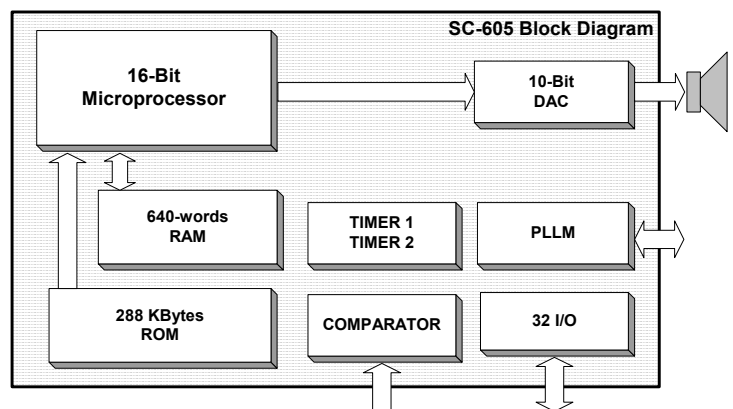 SC-605 Block Diagram
16-Bit
Microprocessor
10-Bit
DAC
640-words
RAM
TIMER 1
TIMER 2
PLLM
288 KBytes
ROM
COMPARATOR
32 I/O